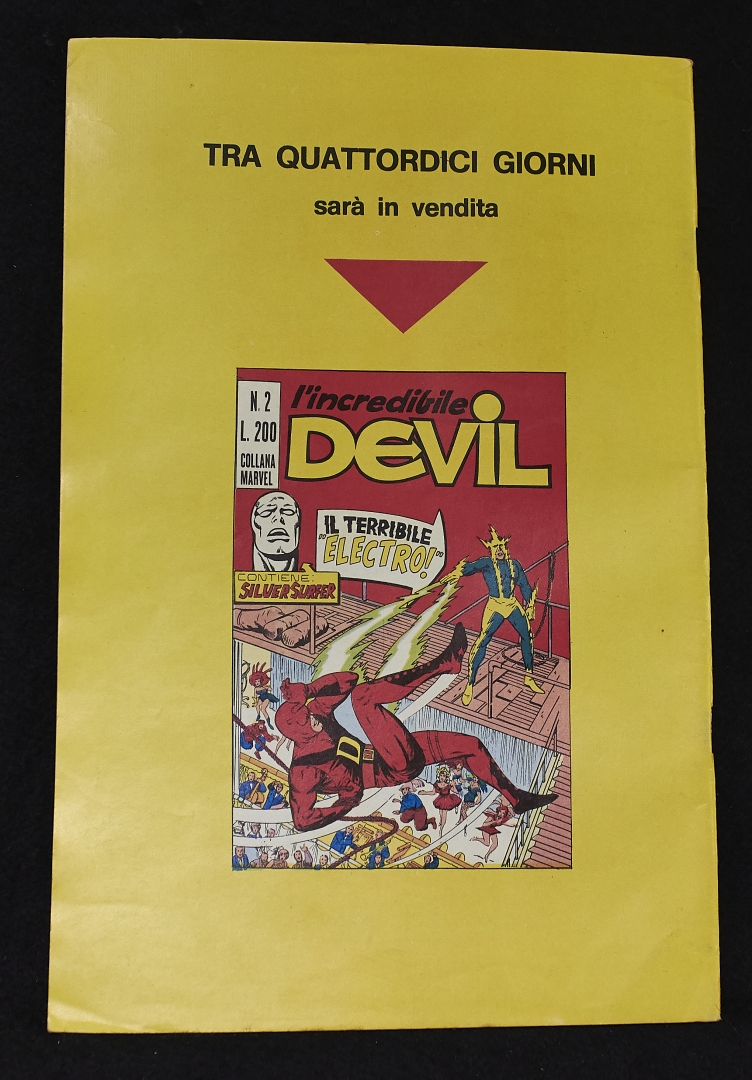 TRA QUATTORDICI GIORNI
sarà in vendita
N. 2
L. 200
COLLANA
MARVEL
l'incredibile
DEViL
IL TERRIBILE
"ELECTRO!"
CONTIENE:
SILVER SURFER
D